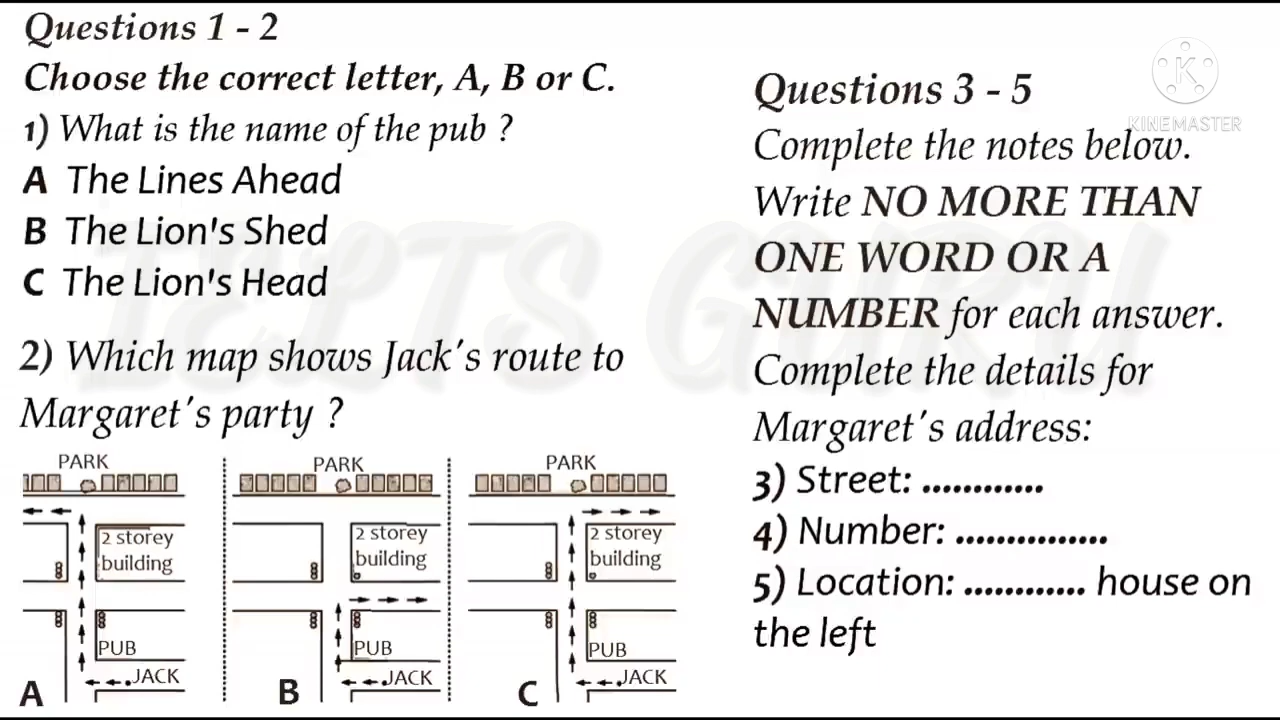 Questions 1 - 2
Choose the correct letter, A, B or C.
1) What is the name of the pub ?
A The Lines Ahead
B The Lion's Shed
C The Lion's Head
2) Which map shows Jack's route to
Margaret's party ?
PARK
2 storey
building
PUB
JACK
A
PARK
2 storey
building
PUB
JACK
B
PARK
2 storey
building
PUB
JACK
C
KINEMASTER
Questions 3 - 5
Complete the notes below.
Write NO MORE THAN
ONE WORD OR A
NUMBER for each answer.
Complete the details for
Margaret's address:
3) Street: ............
4) Number: ...............
5) Location: ............ house on
the left
IELTS GURU